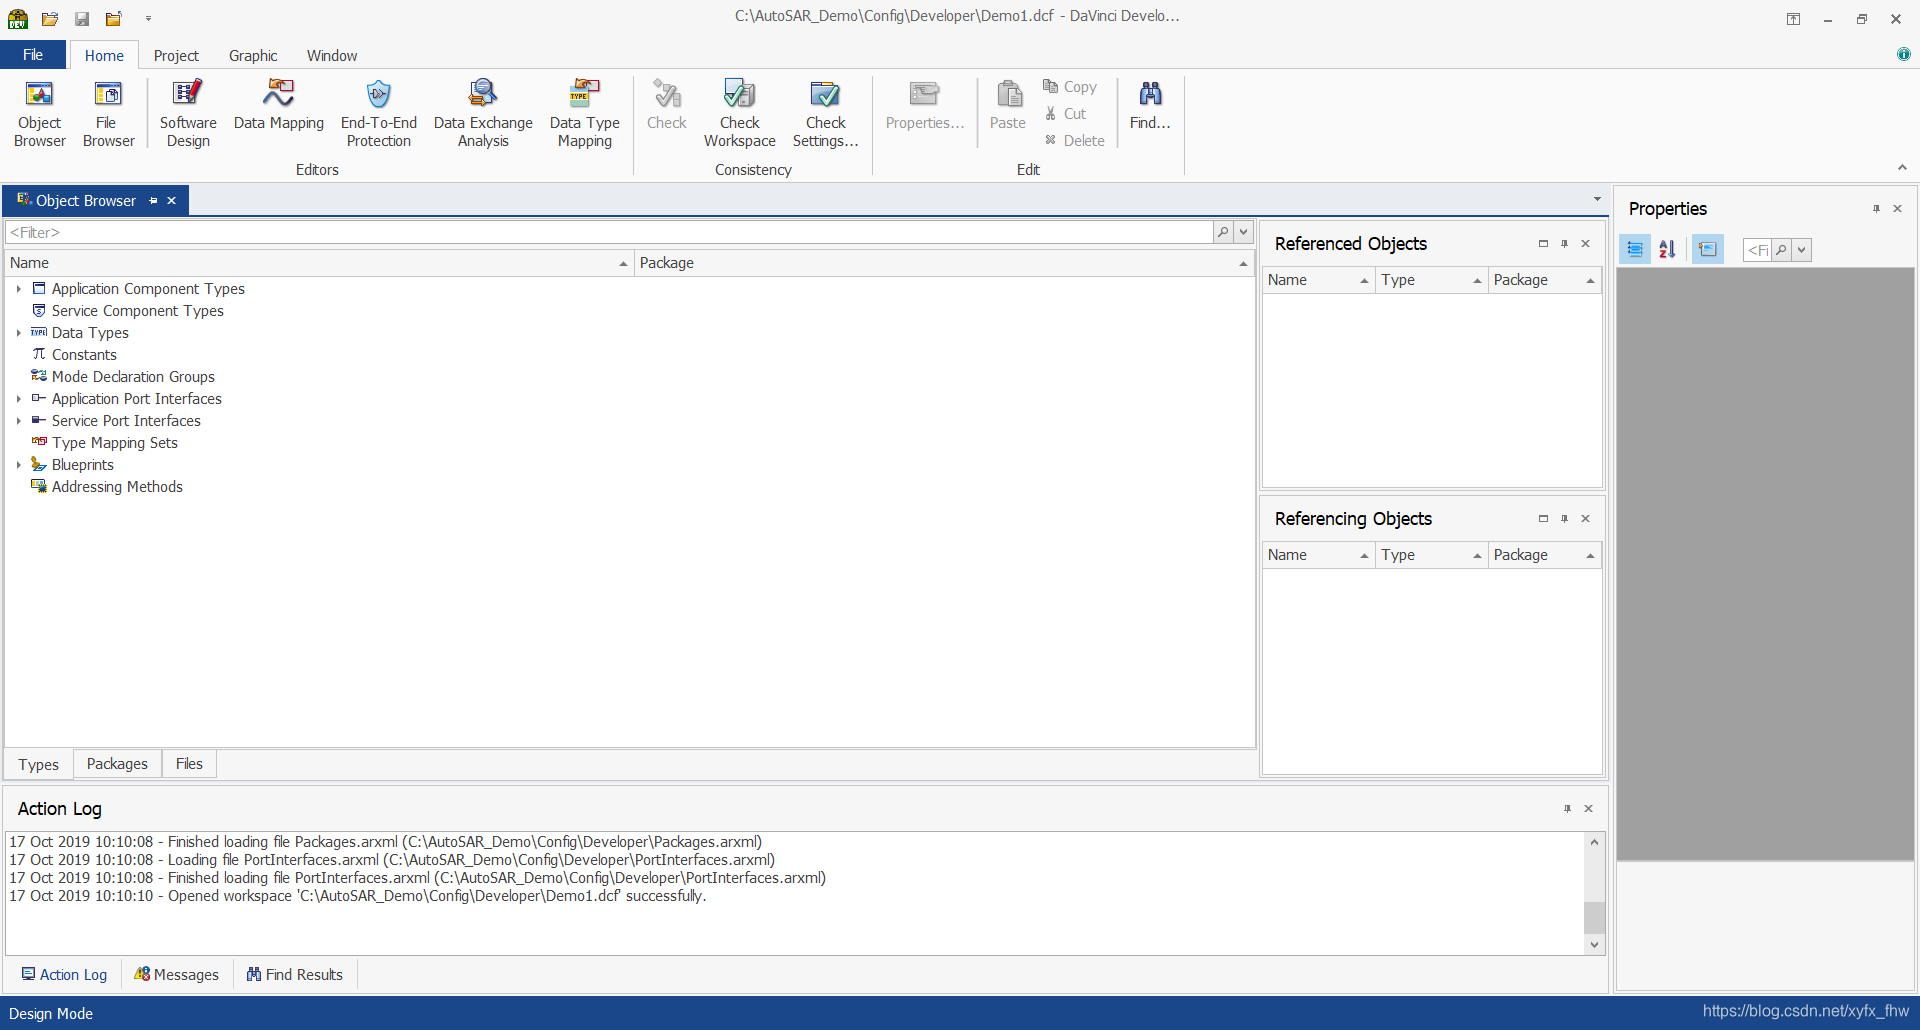 C:\AutoSAR_Demo\Config\Developer\Demo1.dcf - DaVinci Develo...
File Home Project Graphic Window
Object Browser
File Browser
Software Design
Data Mapping
End-To-End Protection
Data Exchange Analysis
Data Type Mapping
Editors
Check
Check Workspace
Check Settings...
Consistency
Properties...
Paste
Copy
Cut
Delete
Edit
Find...
Object Browser
<Filter>
Name Package
Application Component Types
Service Component Types
Data Types
Constants
Mode Declaration Groups
Application Port Interfaces
Service Port Interfaces
Type Mapping Sets
Blueprints
Addressing Methods
Types Packages Files
Referenced Objects
Name Type Package
Referencing Objects
Name Type Package
Properties
<Fi
Action Log
17 Oct 2019 10:10:08 - Finished loading file Packages.arxml (C:\AutoSAR_Demo\Config\Developer\Packages.arxml)
17 Oct 2019 10:10:08 - Loading file PortInterfaces.arxml (C:\AutoSAR_Demo\Config\Developer\PortInterfaces.arxml)
17 Oct 2019 10:10:08 - Finished loading file PortInterfaces.arxml (C:\AutoSAR_Demo\Config\Developer\PortInterfaces.arxml)
17 Oct 2019 10:10:10 - Opened workspace 'C:\AutoSAR_Demo\Config\Developer\Demo1.dcf' successfully.
Action Log Messages Find Results
Design Mode
https://blog.csdn.net/xyfx_fhw